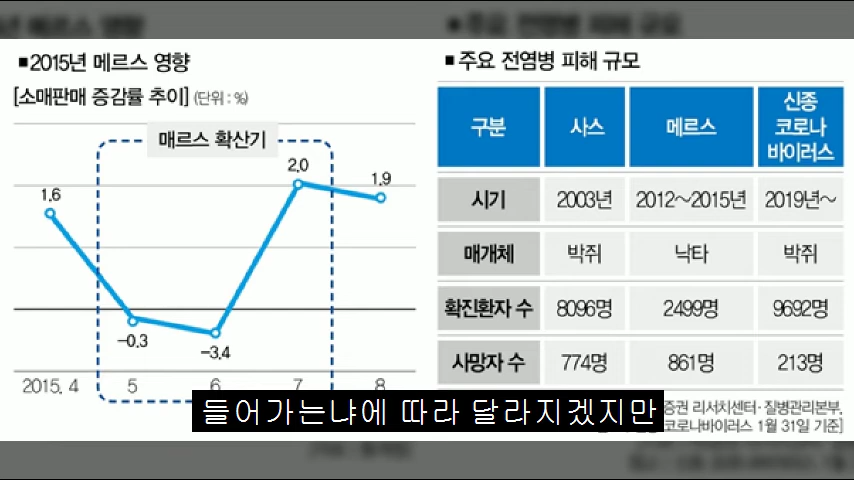 ■2015년 메르스 영향
[소매판매 증감률 추이] (단위 : %)
매르스 확산기
1.6
-0.3
-3.4
2.0
1.9
2015. 4
5
6
7
8
■ 주요 전염병 피해 규모
구분 사스 메르스 신종 코로나 바이러스
시기 2003년 2012~2015년 2019년~
매개체 박쥐 낙타 박쥐
확진환자 수 8096명 2499명 9692명
사망자 수 774명 861명 213명
증권 리서치센터·질병관리본부,
코로나바이러스 1월 31일 기준]
들어가는냐에 따라 달라지겠지만